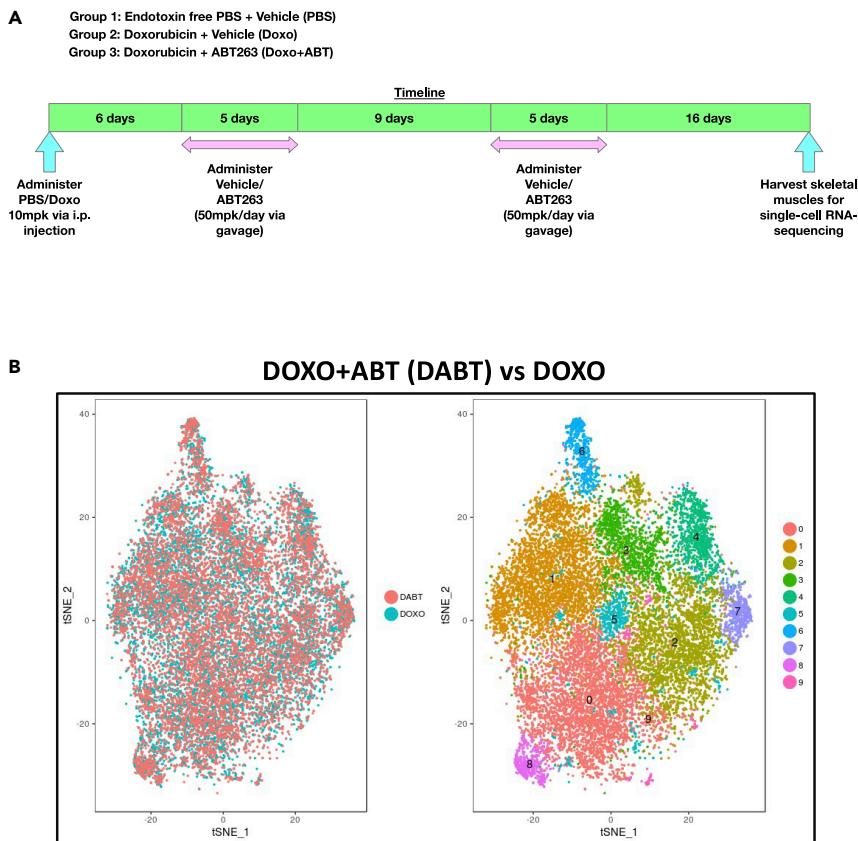 A
Group 1: Endotoxin free PBS + Vehicle (PBS)
Group 2: Doxorubicin + Vehicle (Doxo)
Group 3: Doxorubicin + ABT263 (Doxo+ABT)
Timeline
6 days
5 days
9 days
5 days
16 days
Administer
PBS/Doxo
10mpk via i.p.
injection
Administer
Vehicle/
ABT263
(50mpk/day via
gavage)
Administer
Vehicle/
ABT263
(50mpk/day via
gavage)
Harvest skeletal
muscles for
single-cell RNA-
sequencing
B
DOXO+ABT (DABT) vs DOXO
40
20
0
-20
tSNE_2
-20
0
20
tSNE_1
DABT
DOXO
40
20
0
-20
tSNE_2
-20
0
20
tSNE_1
6
3
4
1
5
7
2
0
9
8
0
1
2
3
4
5
6
7
8
9